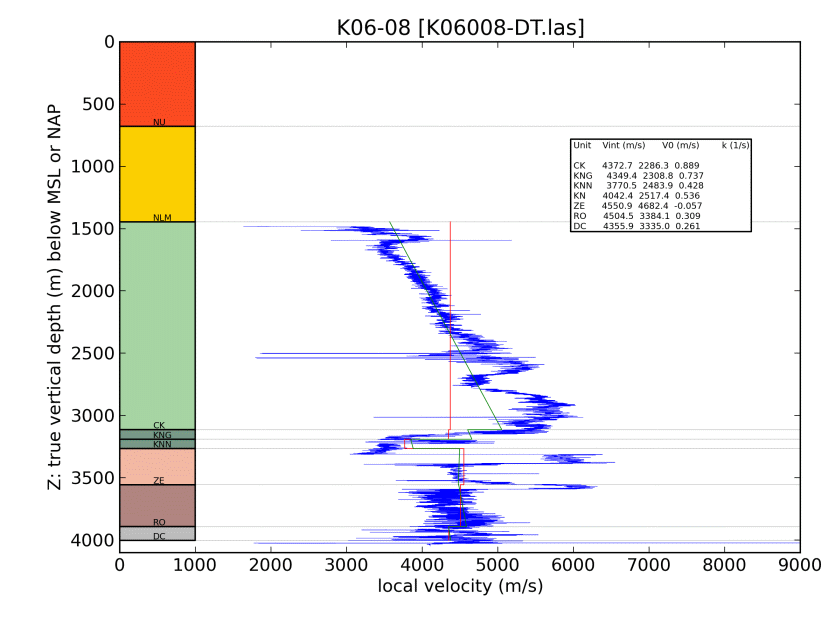 K06-08 [K06008-DT.las]
0
500
1000
1500
2000
2500
3000
3500
4000
Z: true vertical depth (m) below MSL or NAP
NU
NLM
CK
KNG
KNN
ZE
RO
DC
Unit Vint (m/s) V0 (m/s) k (1/s)
CK 4372.7 2286.3 0.889
KNG 4349.4 2308.8 0.737
KNN 3770.5 2483.9 0.428
KN 4042.4 2517.4 0.536
ZE 4550.9 4682.4 -0.057
RO 4504.5 3384.1 0.309
DC 4355.9 3335.0 0.261
0 1000 2000 3000 4000 5000 6000 7000 8000 9000
local velocity (m/s)